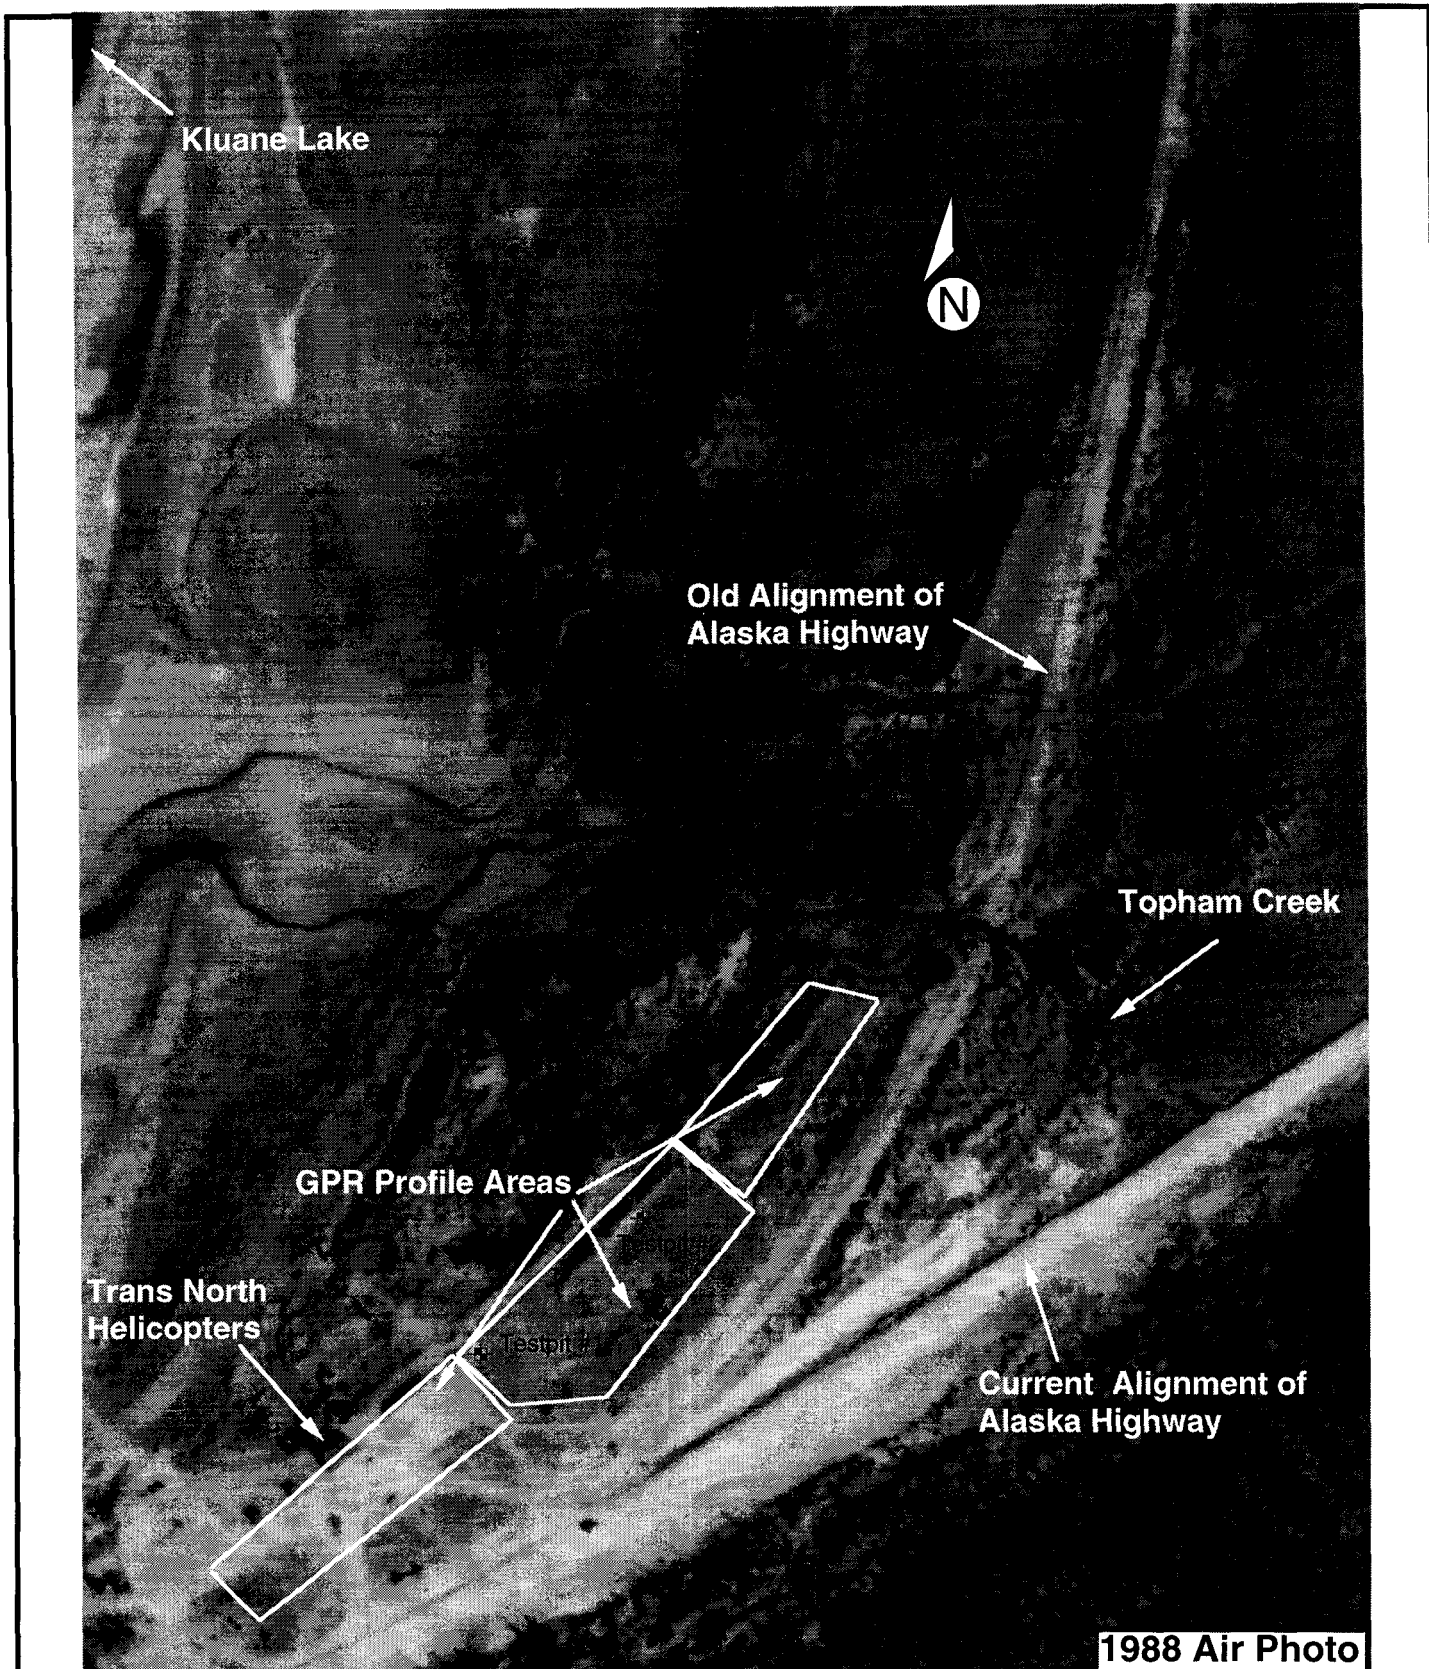 Kluane Lake
N
Old Alignment of
Alaska Highway
Topham Creek
GPR Profile Areas
Testpit
Trans North
Helicopters
Testpit
Current Alignment of
Alaska Highway
1988 Air Photo